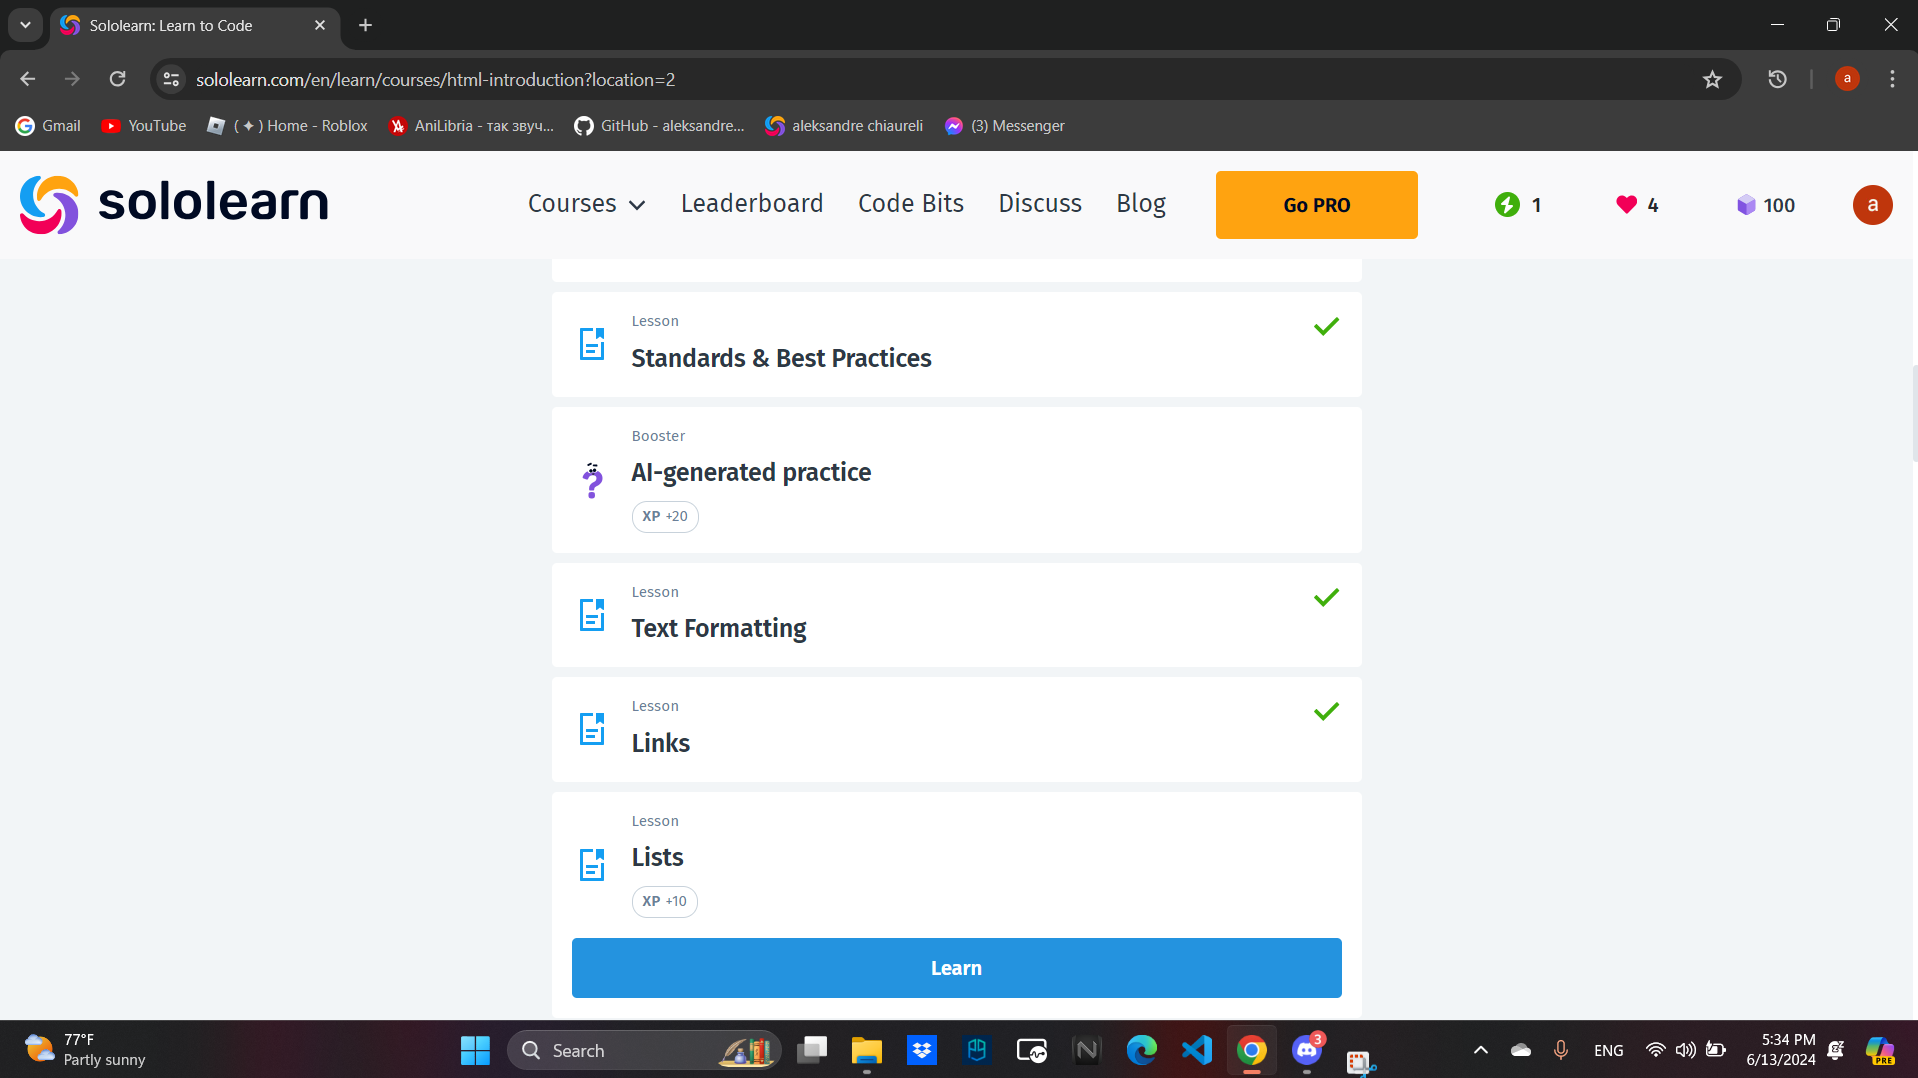 Sololearn: Learn to Code
sololearn.com/en/learn/courses/html-introduction?location=2
a
Gmail
YouTube
( ✦ ) Home - Roblox
AniLibria - так звуч...
GitHub - aleksandre...
aleksandre chiaureli
(3) Messenger
sololearn
Courses
Leaderboard
Code Bits
Discuss
Blog
Go PRO
1
4
100
a
Lesson
Standards & Best Practices
Booster
AI-generated practice
XP +20
Lesson
Text Formatting
Lesson
Links
Lesson
Lists
XP +10
Learn
77°F
Partly sunny
Search
3
ENG
5:34 PM
6/13/2024
PRE